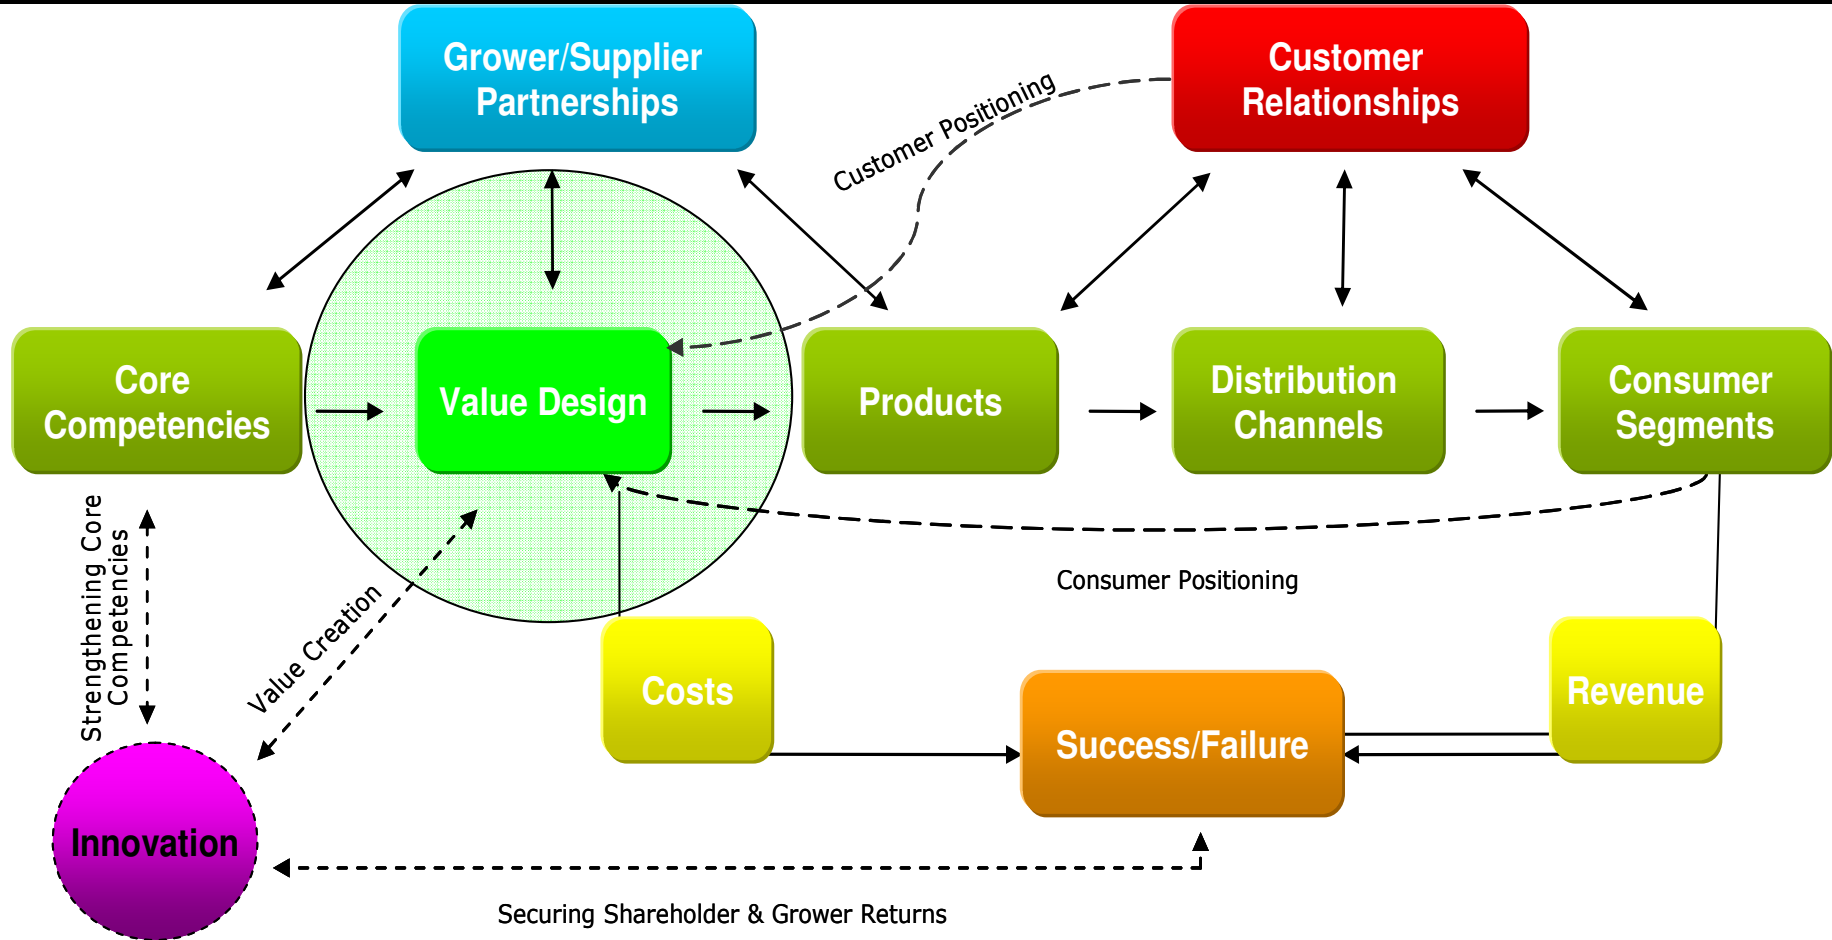 Grower/Supplier
Partnerships
Customer
Relationships
Customer Positioning
Core
Competencies
Value Design
Products
Distribution
Channels
Consumer
Segments
Strengthening Core
Competencies
Value Creation
Consumer Positioning
Costs
Success/Failure
Revenue
Innovation
Securing Shareholder & Grower Returns